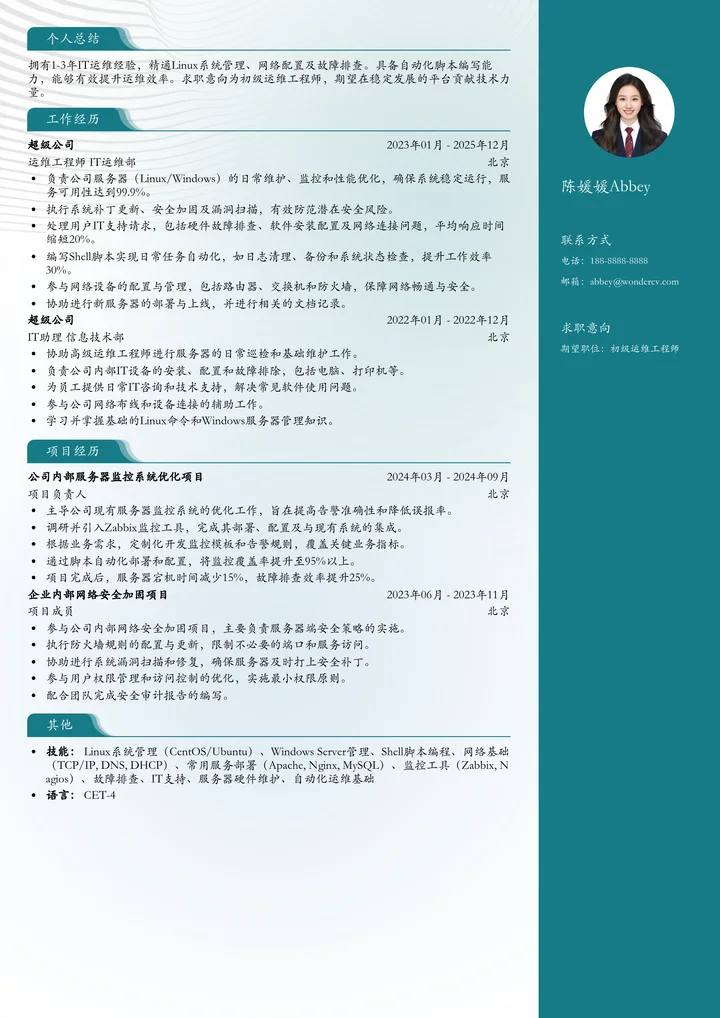 个人总结
拥有1-3年IT运维经验，精通Linux系统管理、网络配置及故障排查。具备自动化脚本编写能
力，能够有效提升运维效率。求职意向为初级运维工程师，期望在稳定发展的平台贡献技术力
量。
工作经历
超级公司 2023年01月 - 2025年12月
运维工程师 IT运维部 北京
• 负责公司服务器（Linux/Windows）的日常维护、监控和性能优化，确保系统稳定运行，服
务可用性达到99.9%。
• 执行系统补丁更新、安全加固及漏洞扫描，有效防范潜在安全风险。
• 处理用户IT支持请求，包括硬件故障排查、软件安装配置及网络连接问题，平均响应时间
缩短20%。
• 编写Shell脚本实现日常任务自动化，如日志清理、备份和系统状态检查，提升工作效率
30%。
• 参与网络设备的配置与管理，包括路由器、交换机和防火墙，保障网络畅通与安全。
• 协助进行新服务器的部署与上线，并进行相关的文档记录。
超级公司 2022年01月 - 2022年12月
IT助理 信息技术部 北京
• 协助高级运维工程师进行服务器的日常巡检和基础维护工作。
• 负责公司内部IT设备的安装、配置和故障排除，包括电脑、打印机等。
• 为员工提供日常IT咨询和技术支持，解决常见软件使用问题。
• 参与公司网络布线和设备连接的辅助工作。
• 学习并掌握基础的Linux命令和Windows服务器管理知识。
项目经历
公司内部服务器监控系统优化项目 2024年03月 - 2024年09月
项目负责人 北京
• 主导公司现有服务器监控系统的优化工作，旨在提高告警准确性和降低误报率。
• 调研并引入Zabbix监控工具，完成其部署、配置及与现有系统的集成。
• 根据业务需求，定制化开发监控模板和告警规则，覆盖关键业务指标。
• 通过脚本自动化部署和配置，将监控覆盖率提升至95%以上。
• 项目完成后，服务器宕机时间减少15%，故障排查效率提升25%。
企业内部网络安全加固项目 2023年06月 - 2023年11月
项目成员 北京
• 参与公司内部网络安全加固项目，主要负责服务器端安全策略的实施。
• 执行防火墙规则的配置与更新，限制不必要的端口和服务访问。
• 协助进行系统漏洞扫描和修复，确保服务器及时打上安全补丁。
• 参与用户权限管理和访问控制的优化，实施最小权限原则。
• 配合团队完成安全审计报告的编写。
其他
• 技能： Linux系统管理（CentOS/Ubuntu）、Windows Server管理、Shell脚本编程、网络基础
（TCP/IP, DNS, DHCP）、常用服务部署（Apache, Nginx, MySQL）、监控工具（Zabbix, N
agios）、故障排查、IT支持、服务器硬件维护、自动化运维基础
• 语言： CET-4
陈媛媛Abbey
联系方式
电话：188-8888-8888
邮箱：abbey@wondercv.com
求职意向
期望职位：初级运维工程师